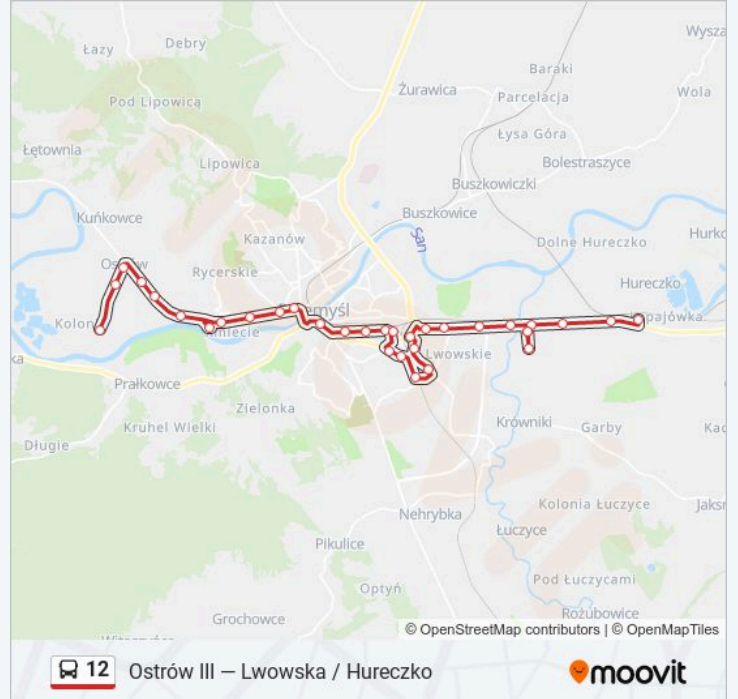 Łazy
Debry
Wysza
Baraki
Pod Lipowicą
Żurawica
Parcelacja
Wola
Łysa Góra
Łętownia
Lipowica
Bolestraszyce
Buszkowiczki
Kuńkowce
Buszkowice
San
Kazanów
Dolne Hureczko
Hurko
Rycerskie
Hureczko
Lwowskie
Prałkowce
Zielonka
Kruhel Wielki
Krówniki
Garby
Długie
Kolonia Łuczyce
Jaksm
Nehrybka
Łuczyce
Pikulice
Pod Łuczycami
Optyń
Grochowce
Rożubowice
© OpenStreetMap contributors | © OpenMapTiles
12 Ostrów III – Lwowska / Hureczko
moovit